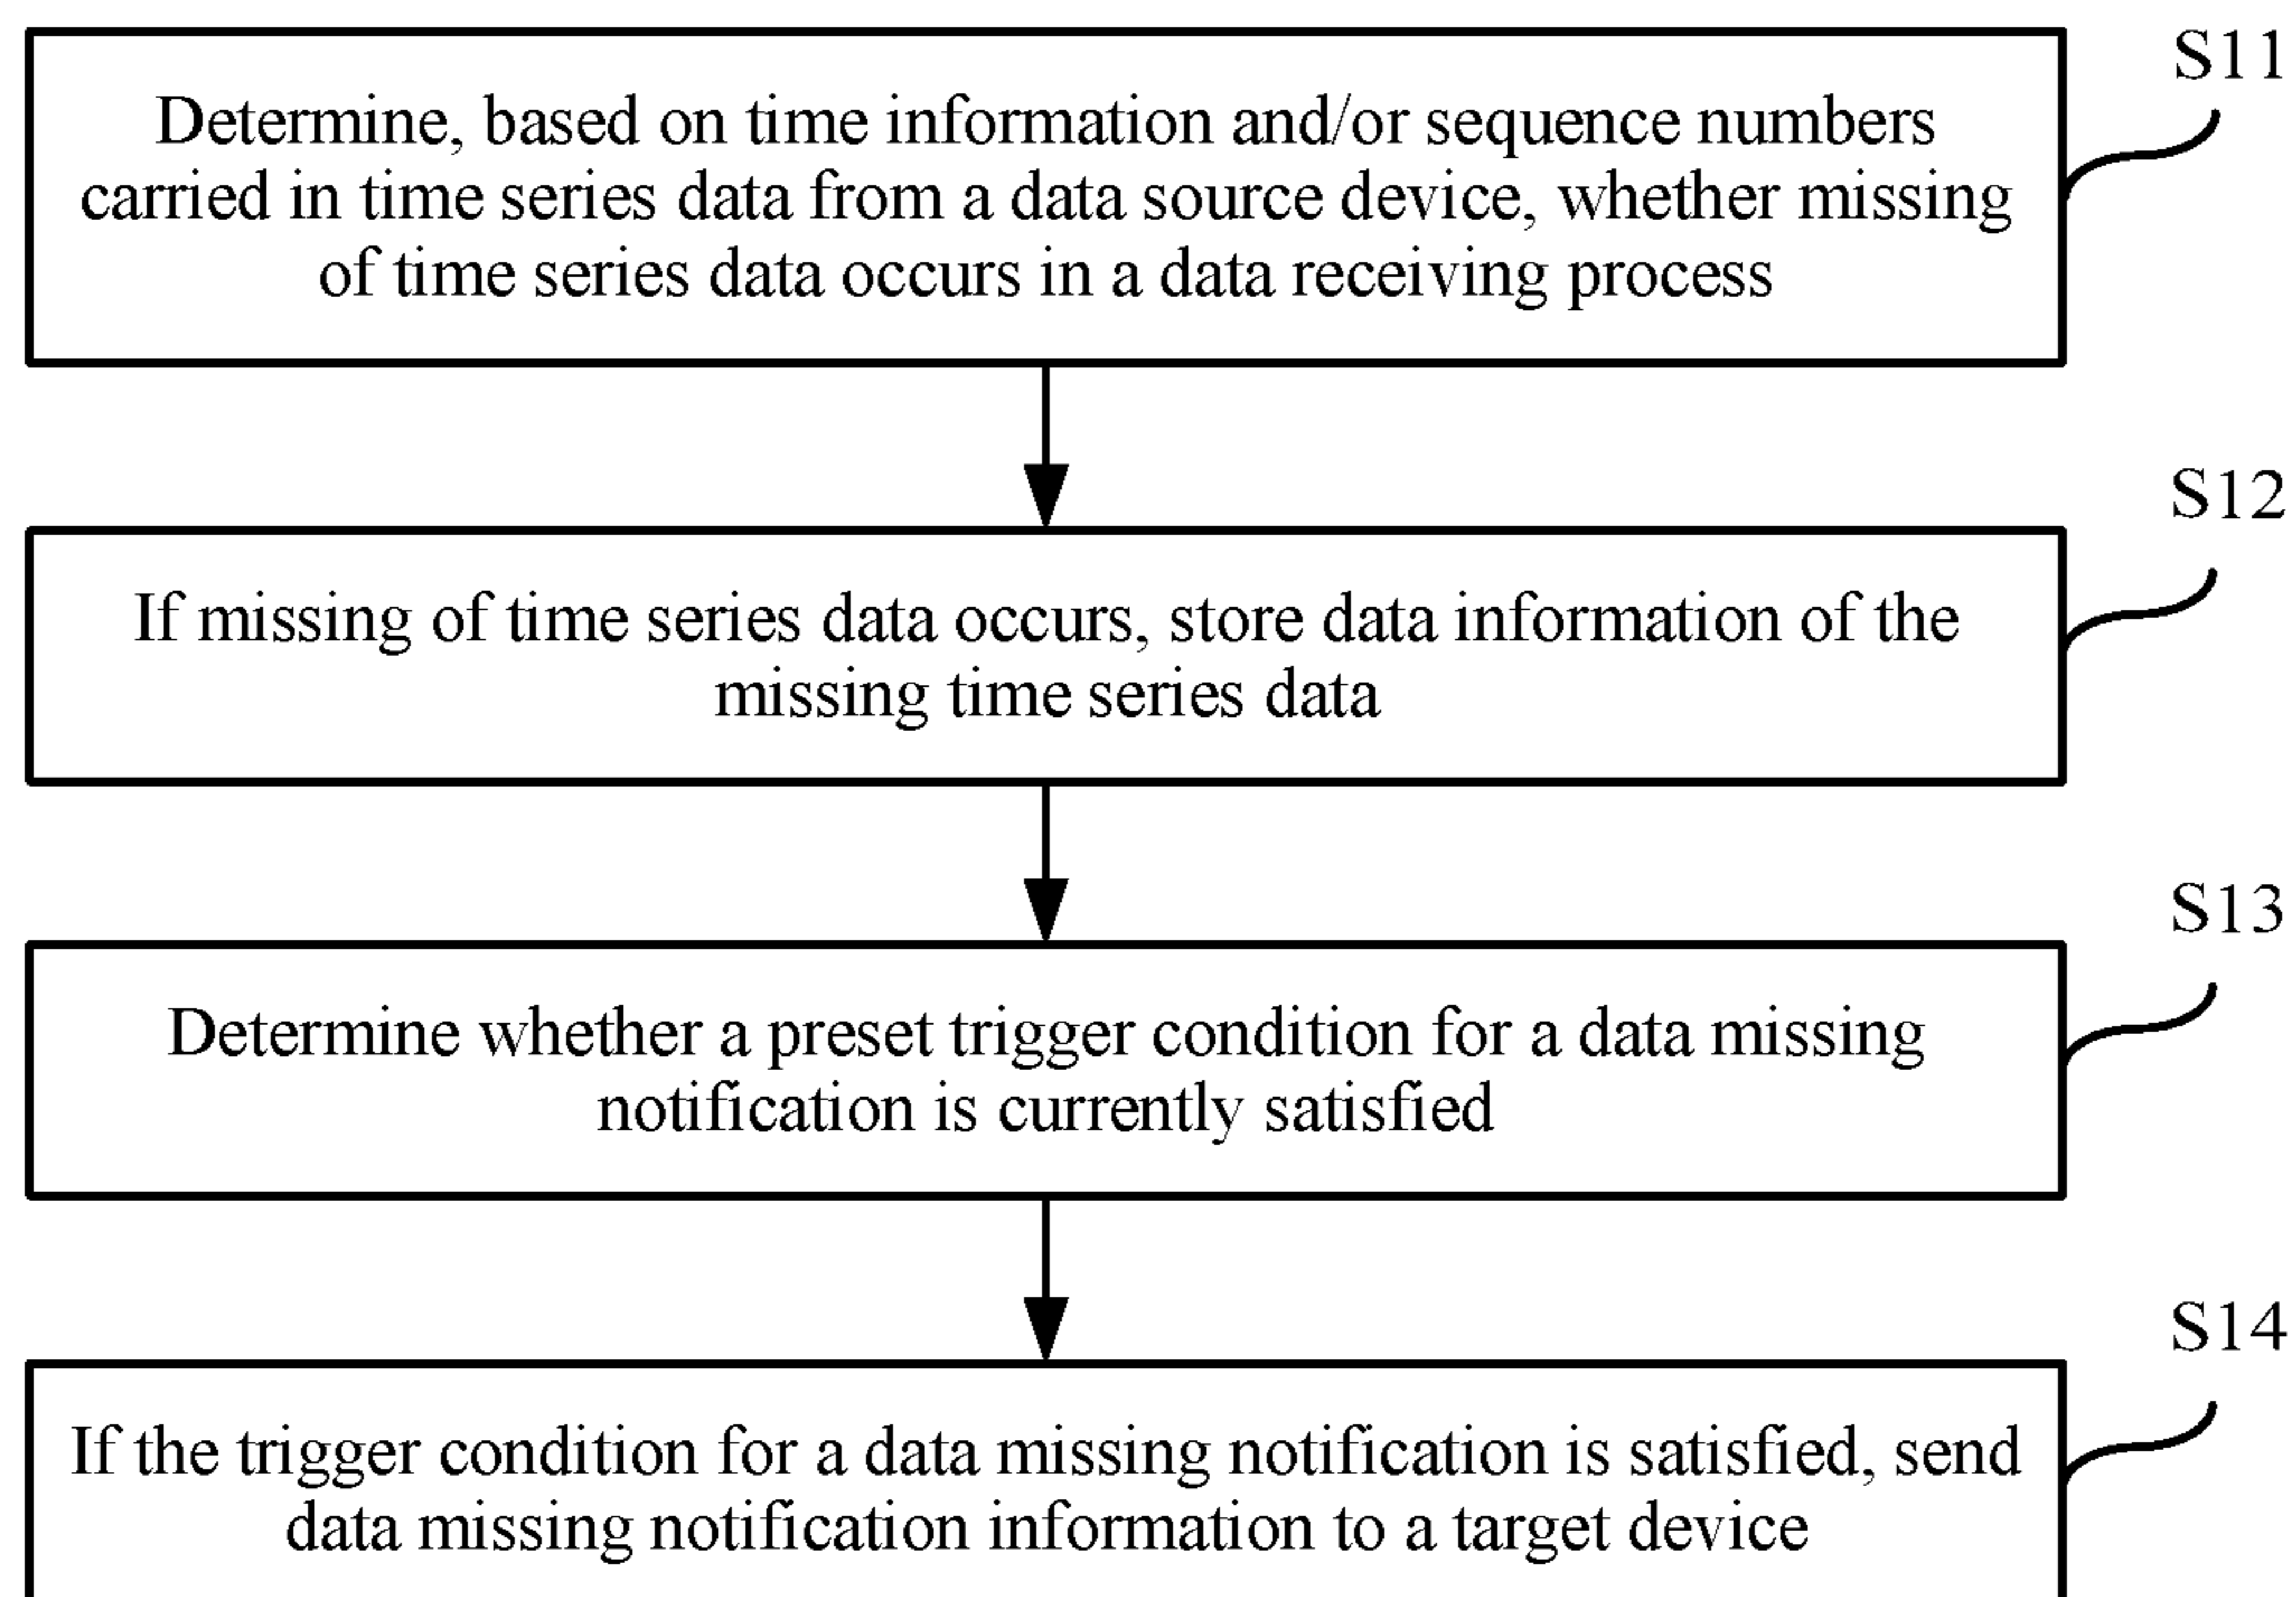 S11
Determine, based on time information and/or sequence numbers
carried in time series data from a data source device, whether missing
of time series data occurs in a data receiving process
S12
If missing of time series data occurs, store data information of the
missing time series data
S13
Determine whether a preset trigger condition for a data missing
notification is currently satisfied
S14
If the trigger condition for a data missing notification is satisfied, send
data missing notification information to a target device